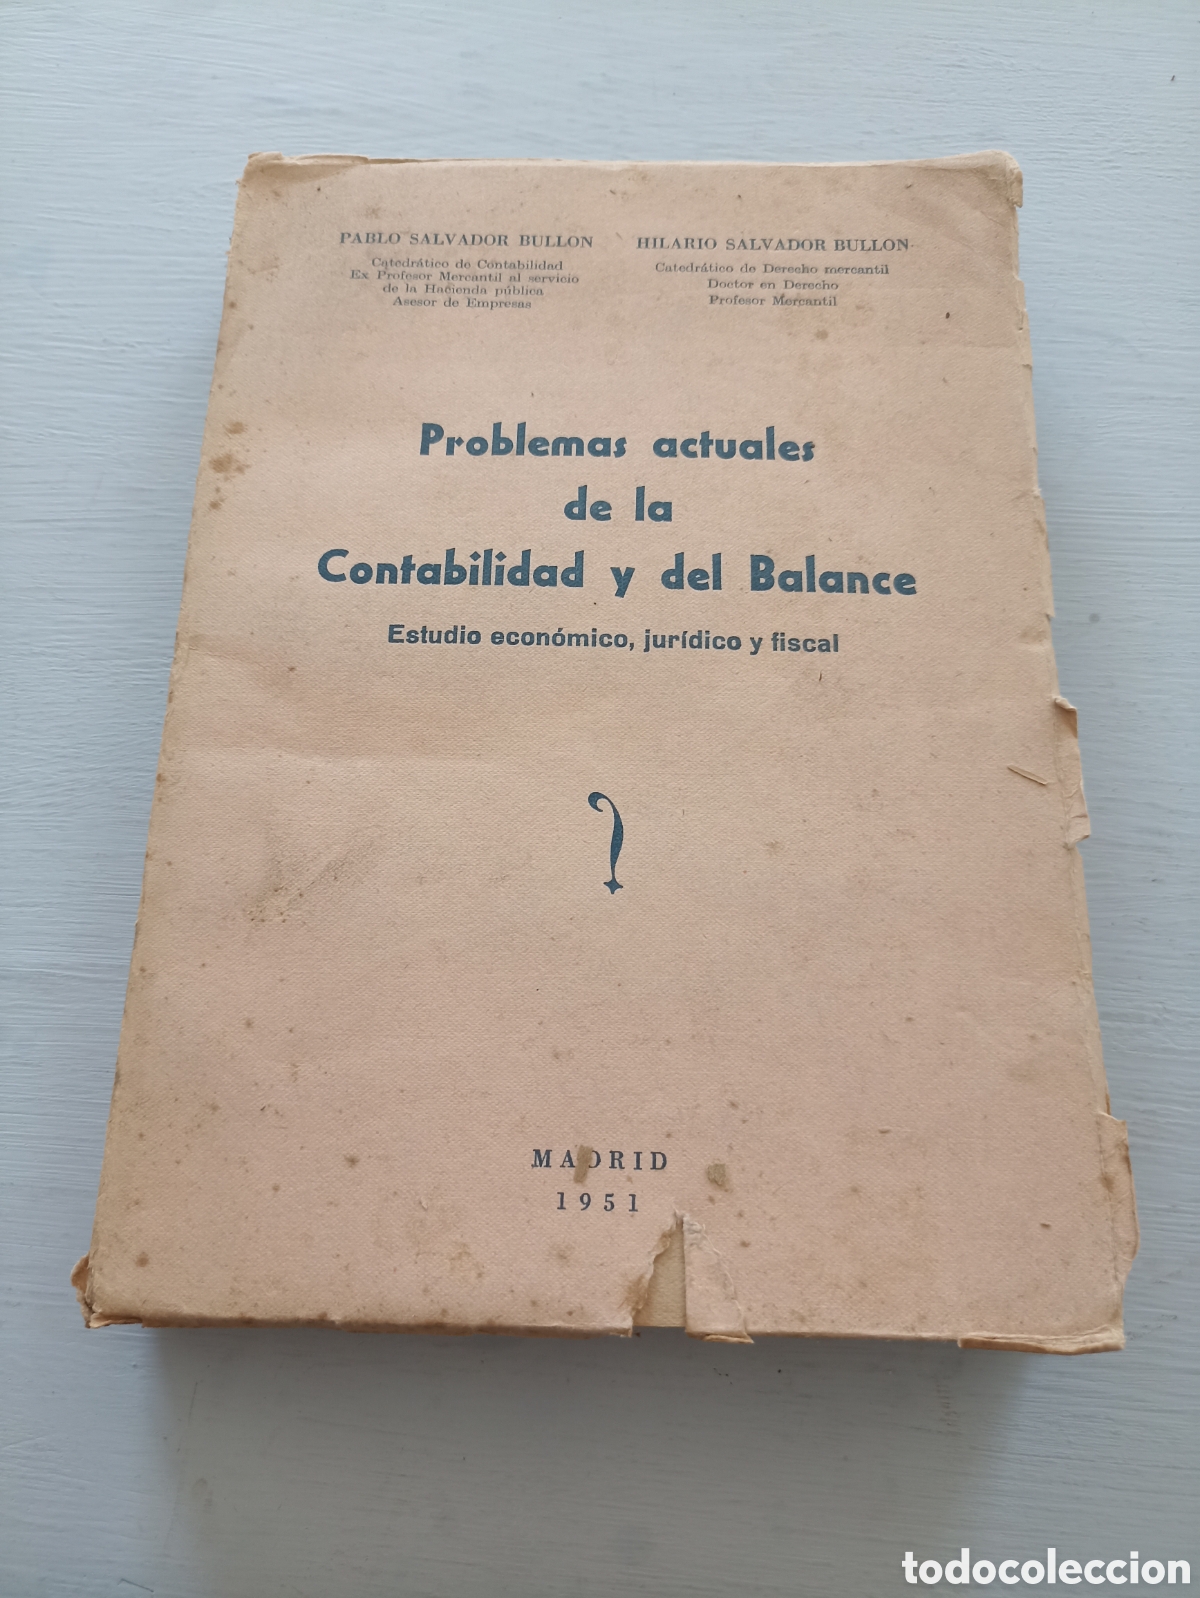 PABLO SALVADOR BULLON
Catedrático de Contabilidad
Ex Profesor Mercantil al servicio
de la Hacienda pública
Asesor de Empresas
HILARIO SALVADOR BULLON
Catedrático de Derecho mercantil
Doctor en Derecho
Profesor Mercantil
Problemas actuales
de la
Contabilidad y del Balance
Estudio económico, jurídico y fiscal
MADRID
1951
todocoleccion